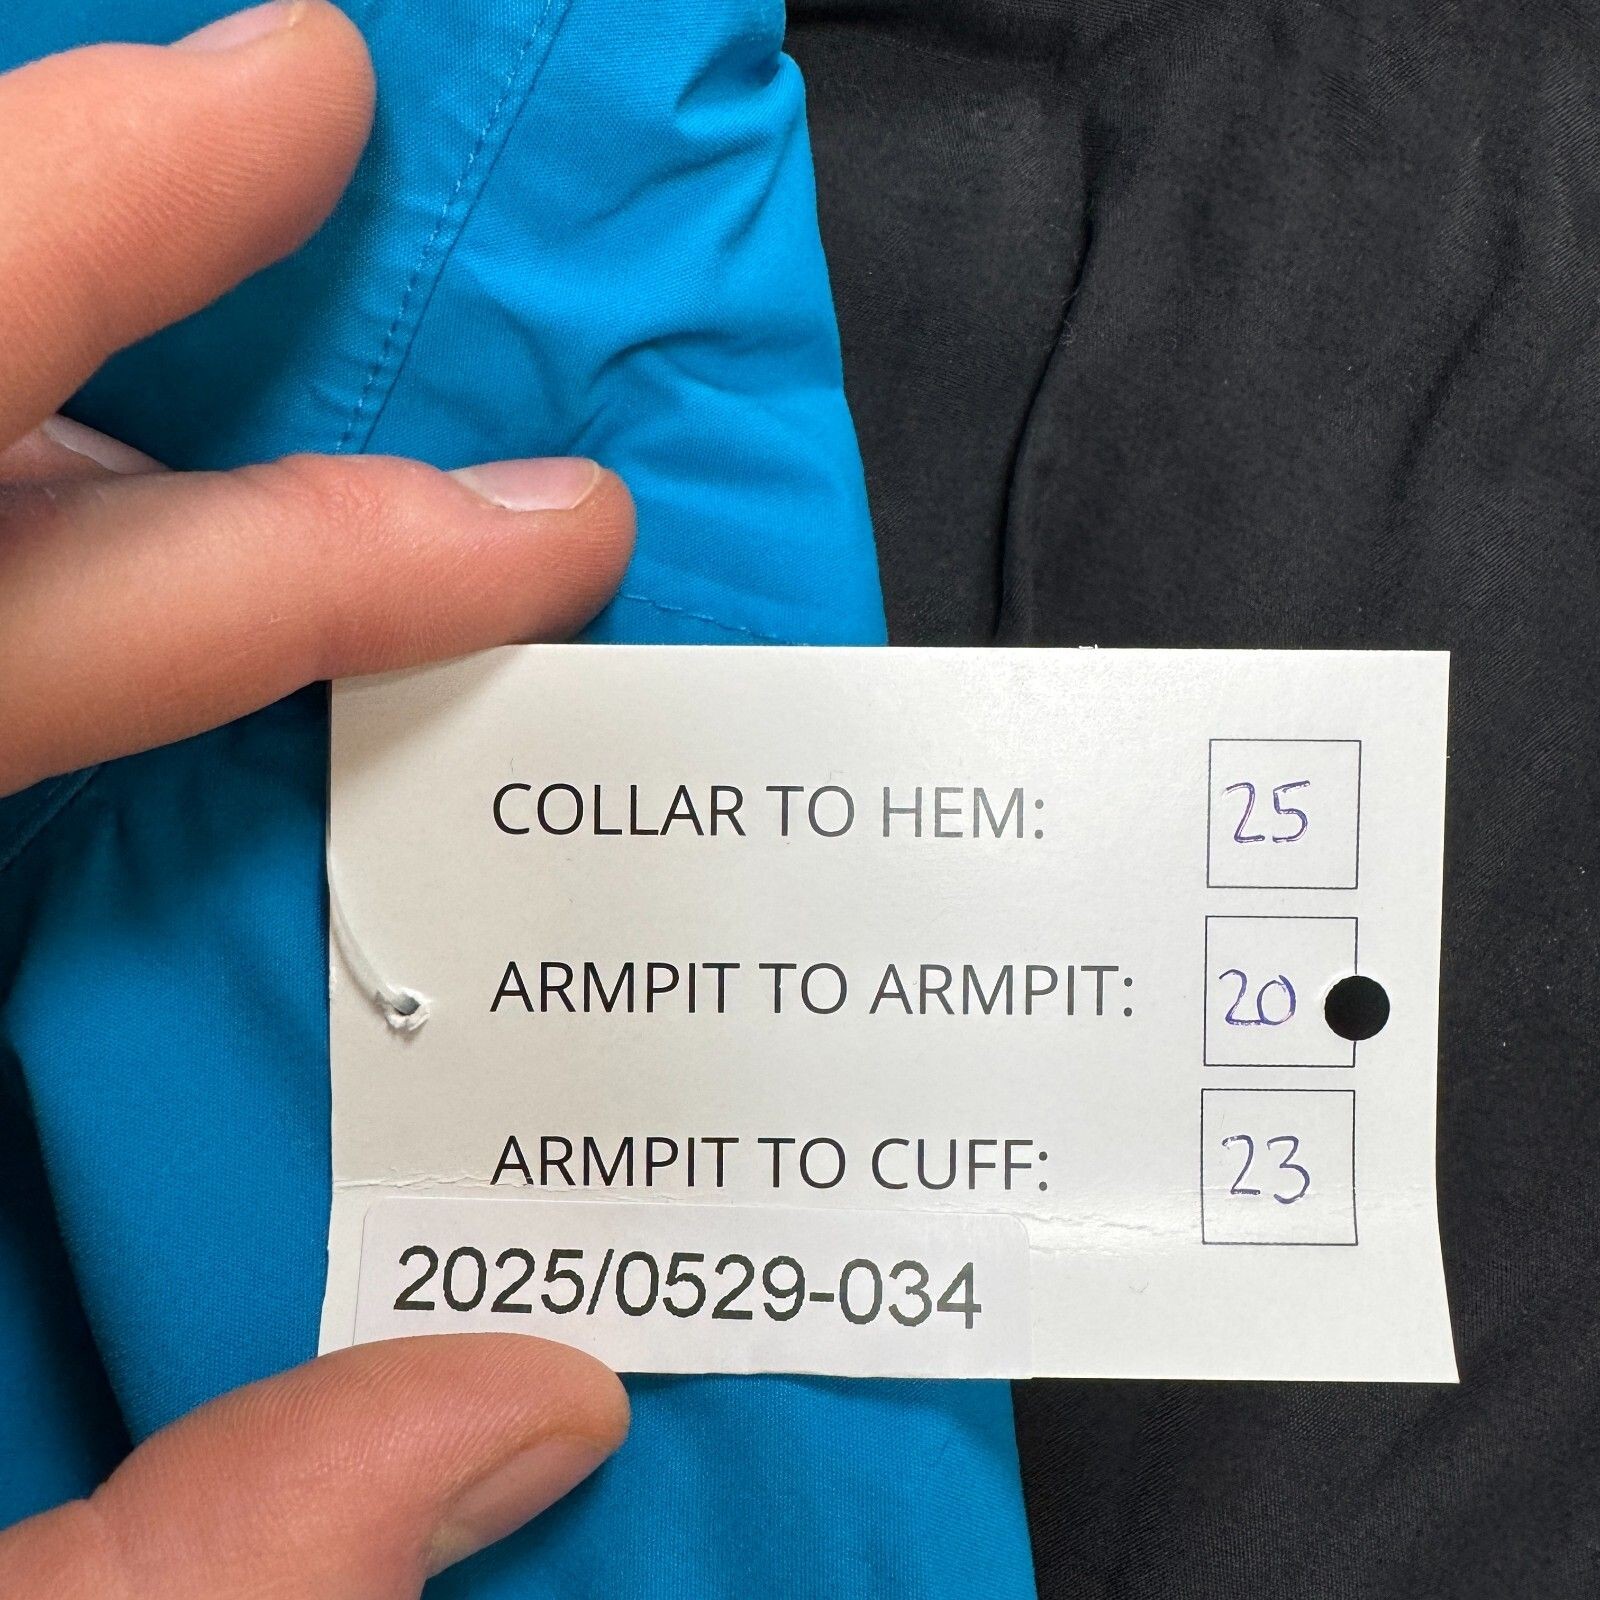 COLLAR TO HEM: 25
ARMPIT TO ARMPIT: 20
ARMPIT TO CUFF: 23
2025/0529-034